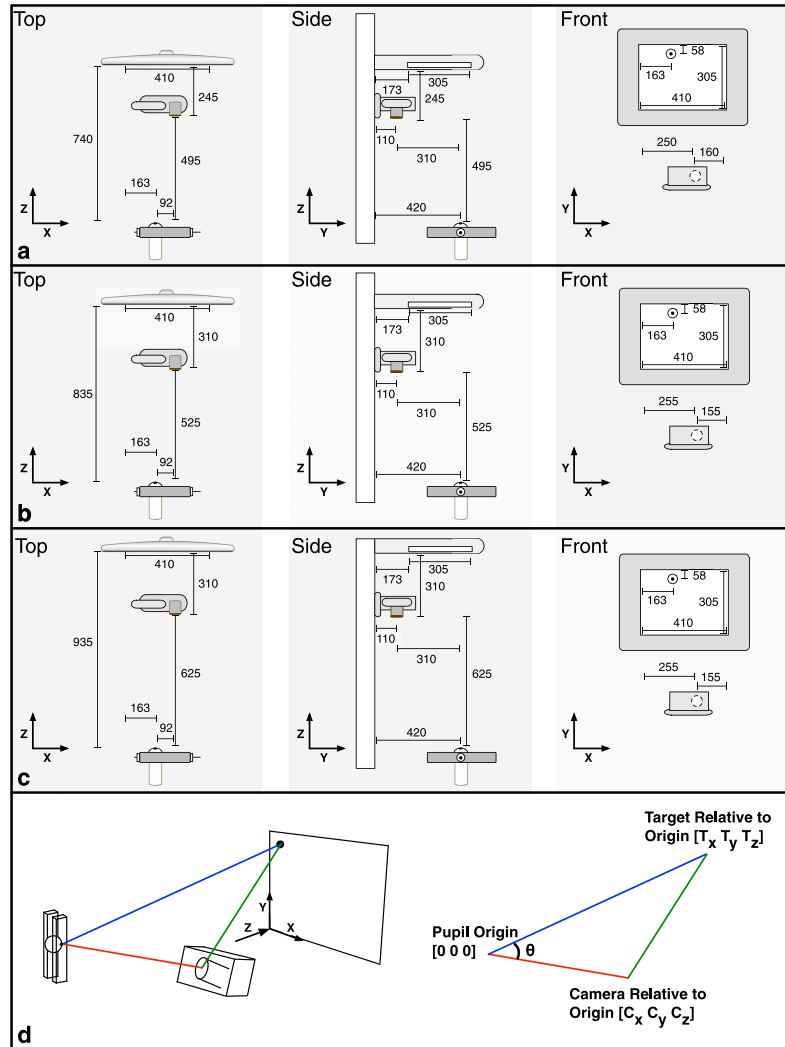 Top
Side
Front
410
245
740
495
163
92
Z
X
173
305
245
110
310
495
420
Z
Y
58
163
305
410
250
160
Y
X
a
Top
Side
Front
410
310
835
525
163
92
Z
X
173
305
310
110
310
525
420
Z
Y
58
163
305
410
255
155
Y
X
b
Top
Side
Front
410
310
935
625
163
92
Z
X
173
305
310
110
310
625
420
Z
Y
58
163
305
410
255
155
Y
X
c
Y
X
Z
Target Relative to
Origin [Tx Ty Tz]
Pupil Origin
[0 0 0]
θ
Camera Relative to
Origin [Cx Cy Cz]
d